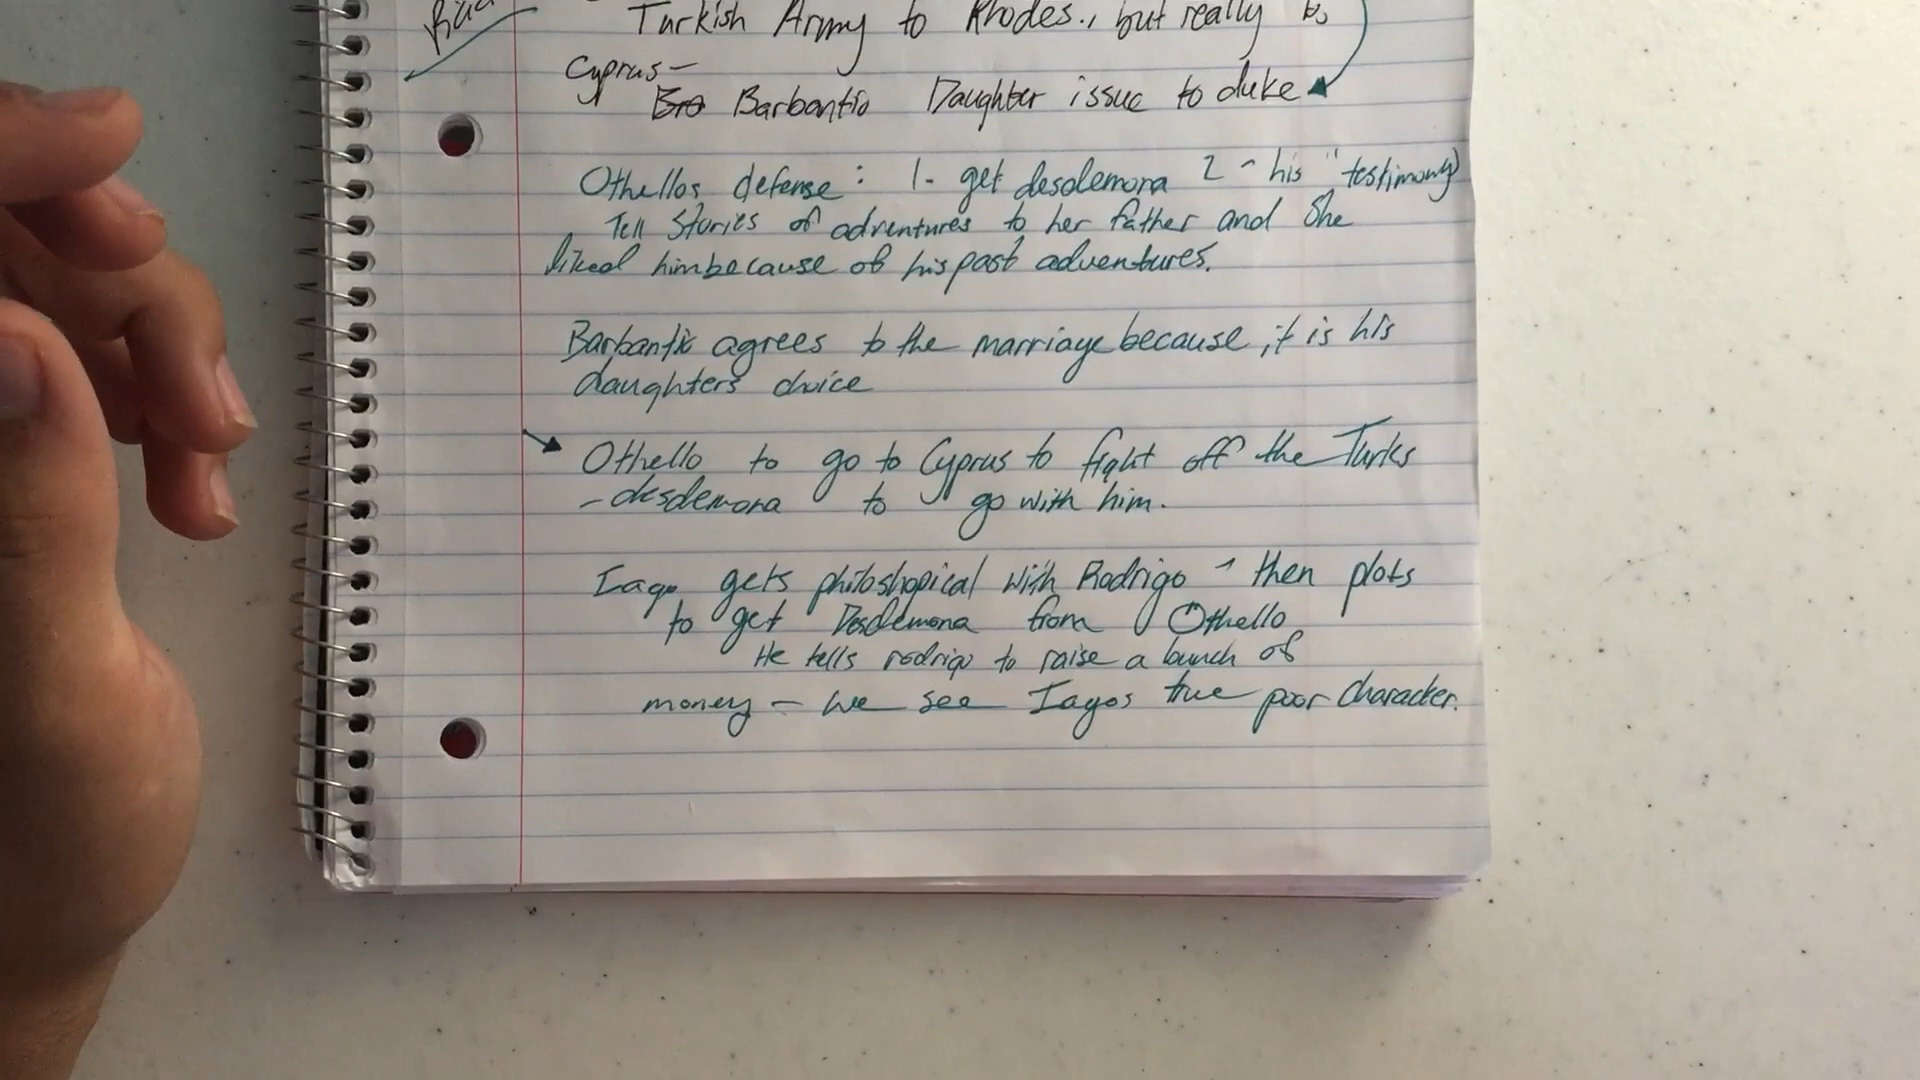 Turkish Army to Rhodes., but really to
Cyprus-
Bro Barbantio Daughter issue to duke
Othellos defense: 1- get desdemona 2- his "testimony)
Tell Stories of adventures to her father and She
liked him because of his past adventures.
Barbantio agrees to the marriage because it is his
daughters choice
Othello to go to Cyprus to fight off the Turks
- desdemona to go with him.
Iago gets philoshopical with Rodrigo - then plots
to get Desdemona from Othello
He tells rodrigo to raise a bunch of
money - we see Iagos true poor Character.